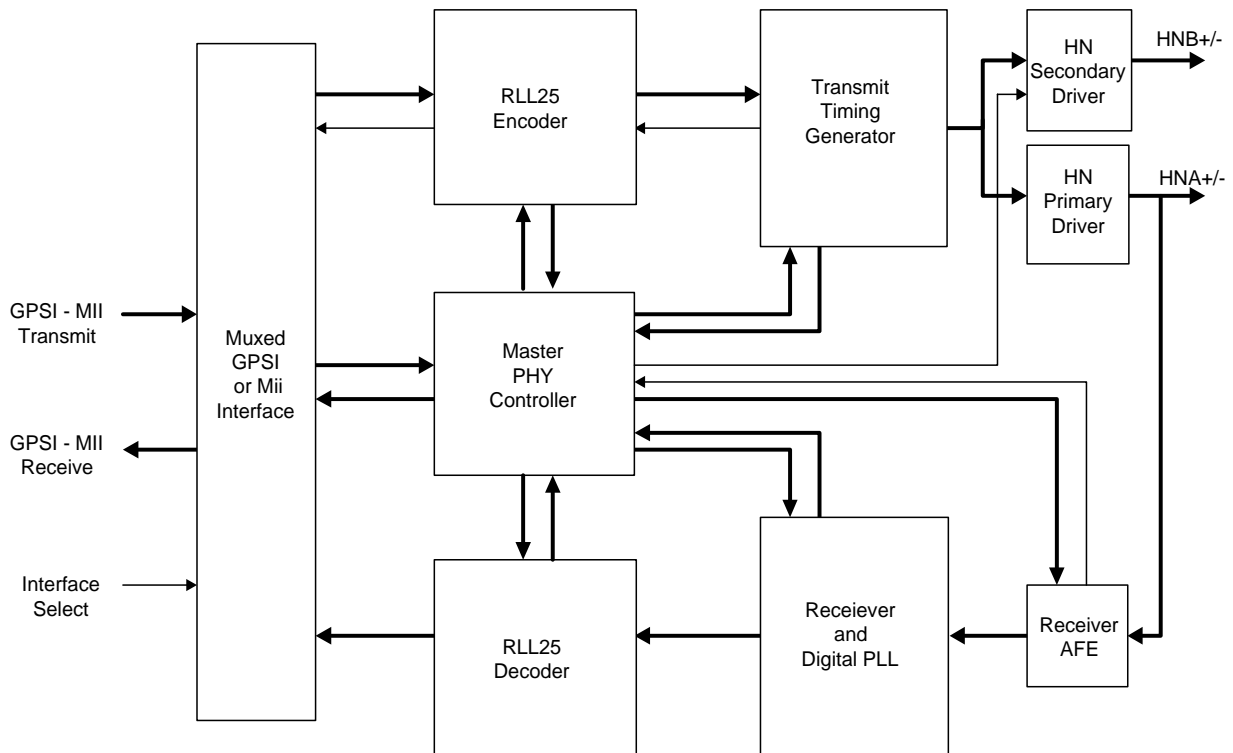 RLL25
Encoder
Transmit
Timing
Generator
HN
Secondary
Driver
HNB+/-
HN
Primary
Driver
HNA+/-
GPSI - MII
Transmit
Muxed
GPSI
or Mii
Interface
Master
PHY
Controller
GPSI - MII
Receive
Interface
Select
RLL25
Decoder
Receiever
and
Digital PLL
Receiver
AFE